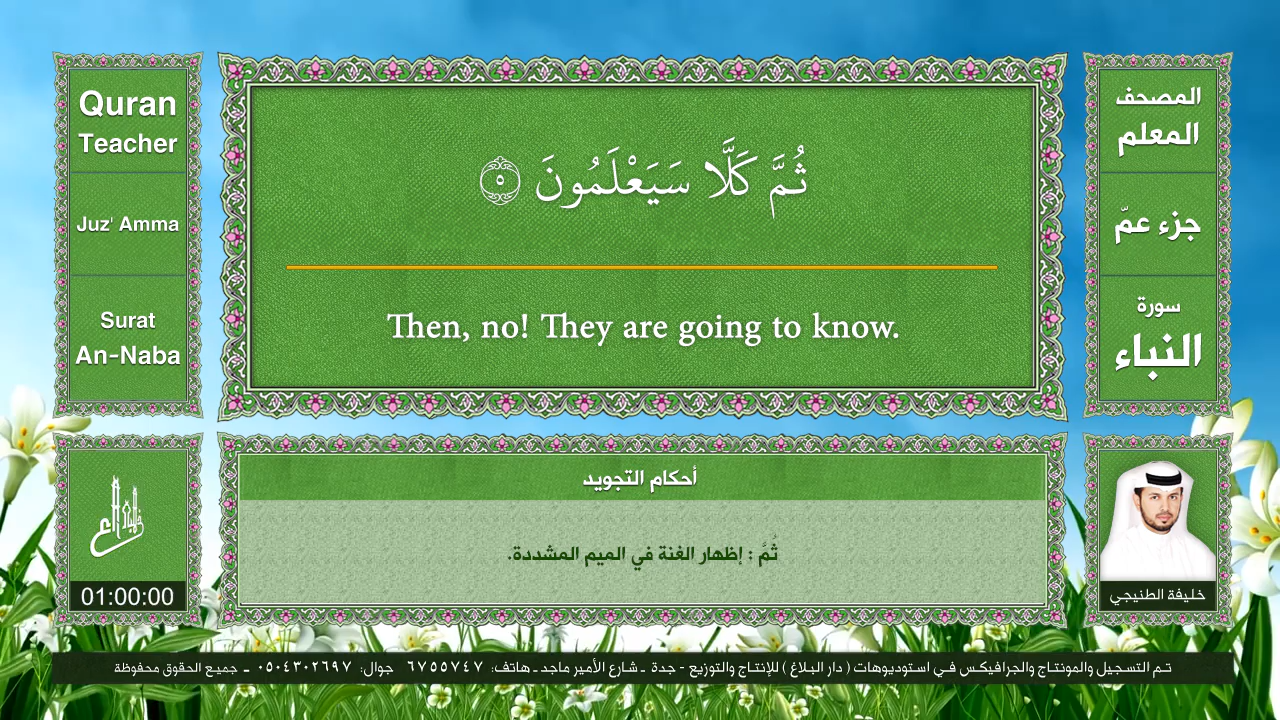 Quran
Teacher
Juz' Amma
Surat
An-Naba
ثُمَّ كَلَّا سَيَعْلَمُونَ ٥
Then, no! They are going to know.
المصحف
المعلم
جزء عمّ
سورة
النباء
01:00:00
أحكام التجويد
ثُمَّ : إظهار الغنة في الميم المشددة.
خليفة الطنيجي
تم التسجيل والمونتاج والجرافيكس في استوديوهات ( دار البلاغ ) للإنتاج والتوزيع - جدة ـ شارع الأمير ماجد ـ هاتف: ٦٧٥٥٧٤٧ جوال: ٠٥٠٤٣٠٢٦٩٧ ـ جميع الحقوق محفوظة